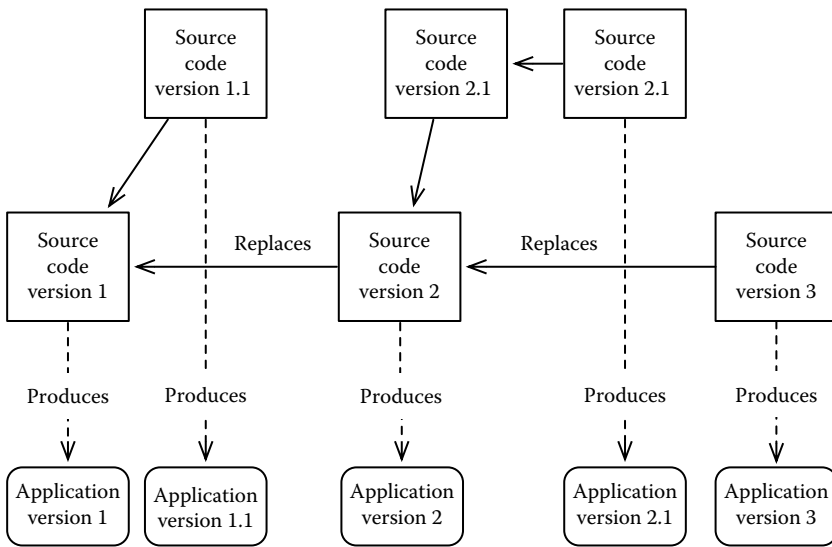 Source
code
version 1.1
Source
code
version 2.1
Source
code
version 2.1
Source
code
version 1
Replaces
Source
code
version 2
Replaces
Source
code
version 3
Produces
Produces
Produces
Produces
Produces
Application
version 1
Application
version 1.1
Application
version 2
Application
version 2.1
Application
version 3